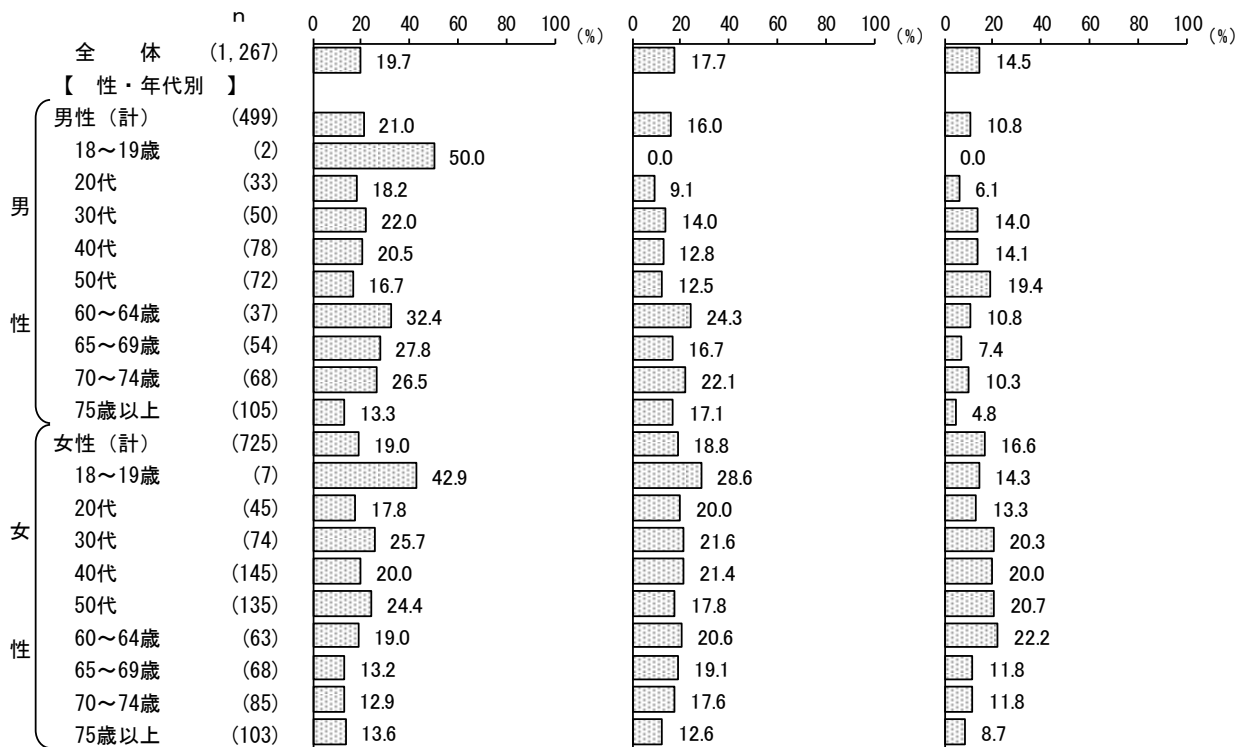 n 0 20 40 60 80 100 (%) 0 20 40 60 80 100 (%) 0 20 40 60 80 100 (%)
全 体 (1,267) 19.7 17.7 14.5
【 性・年代別 】
男性（計） (499) 21.0 16.0 10.8
18～19歳 (2) 50.0 0.0 0.0
20代 (33) 18.2 9.1 6.1
男
30代 (50) 22.0 14.0 14.0
40代 (78) 20.5 12.8 14.1
50代 (72) 16.7 12.5 19.4
60～64歳 (37) 32.4 24.3 10.8
性
65～69歳 (54) 27.8 16.7 7.4
70～74歳 (68) 26.5 22.1 10.3
75歳以上 (105) 13.3 17.1 4.8
女性（計） (725) 19.0 18.8 16.6
18～19歳 (7) 42.9 28.6 14.3
20代 (45) 17.8 20.0 13.3
女
30代 (74) 25.7 21.6 20.3
40代 (145) 20.0 21.4 20.0
50代 (135) 24.4 17.8 20.7
60～64歳 (63) 19.0 20.6 22.2
性
65～69歳 (68) 13.2 19.1 11.8
70～74歳 (85) 12.9 17.6 11.8
75歳以上 (103) 13.6 12.6 8.7